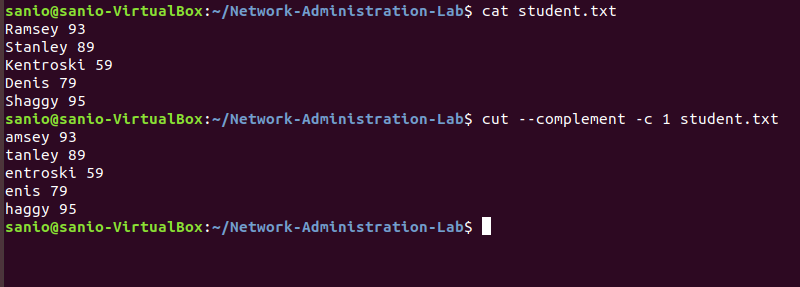 sanio@sanio-VirtualBox:~/Network-Administration-Lab$ cat student.txt
Ramsey 93
Stanley 89
Kentroski 59
Denis 79
Shaggy 95
sanio@sanio-VirtualBox:~/Network-Administration-Lab$ cut --complement -c 1 student.txt
amsey 93
tanley 89
entroski 59
enis 79
haggy 95
sanio@sanio-VirtualBox:~/Network-Administration-Lab$